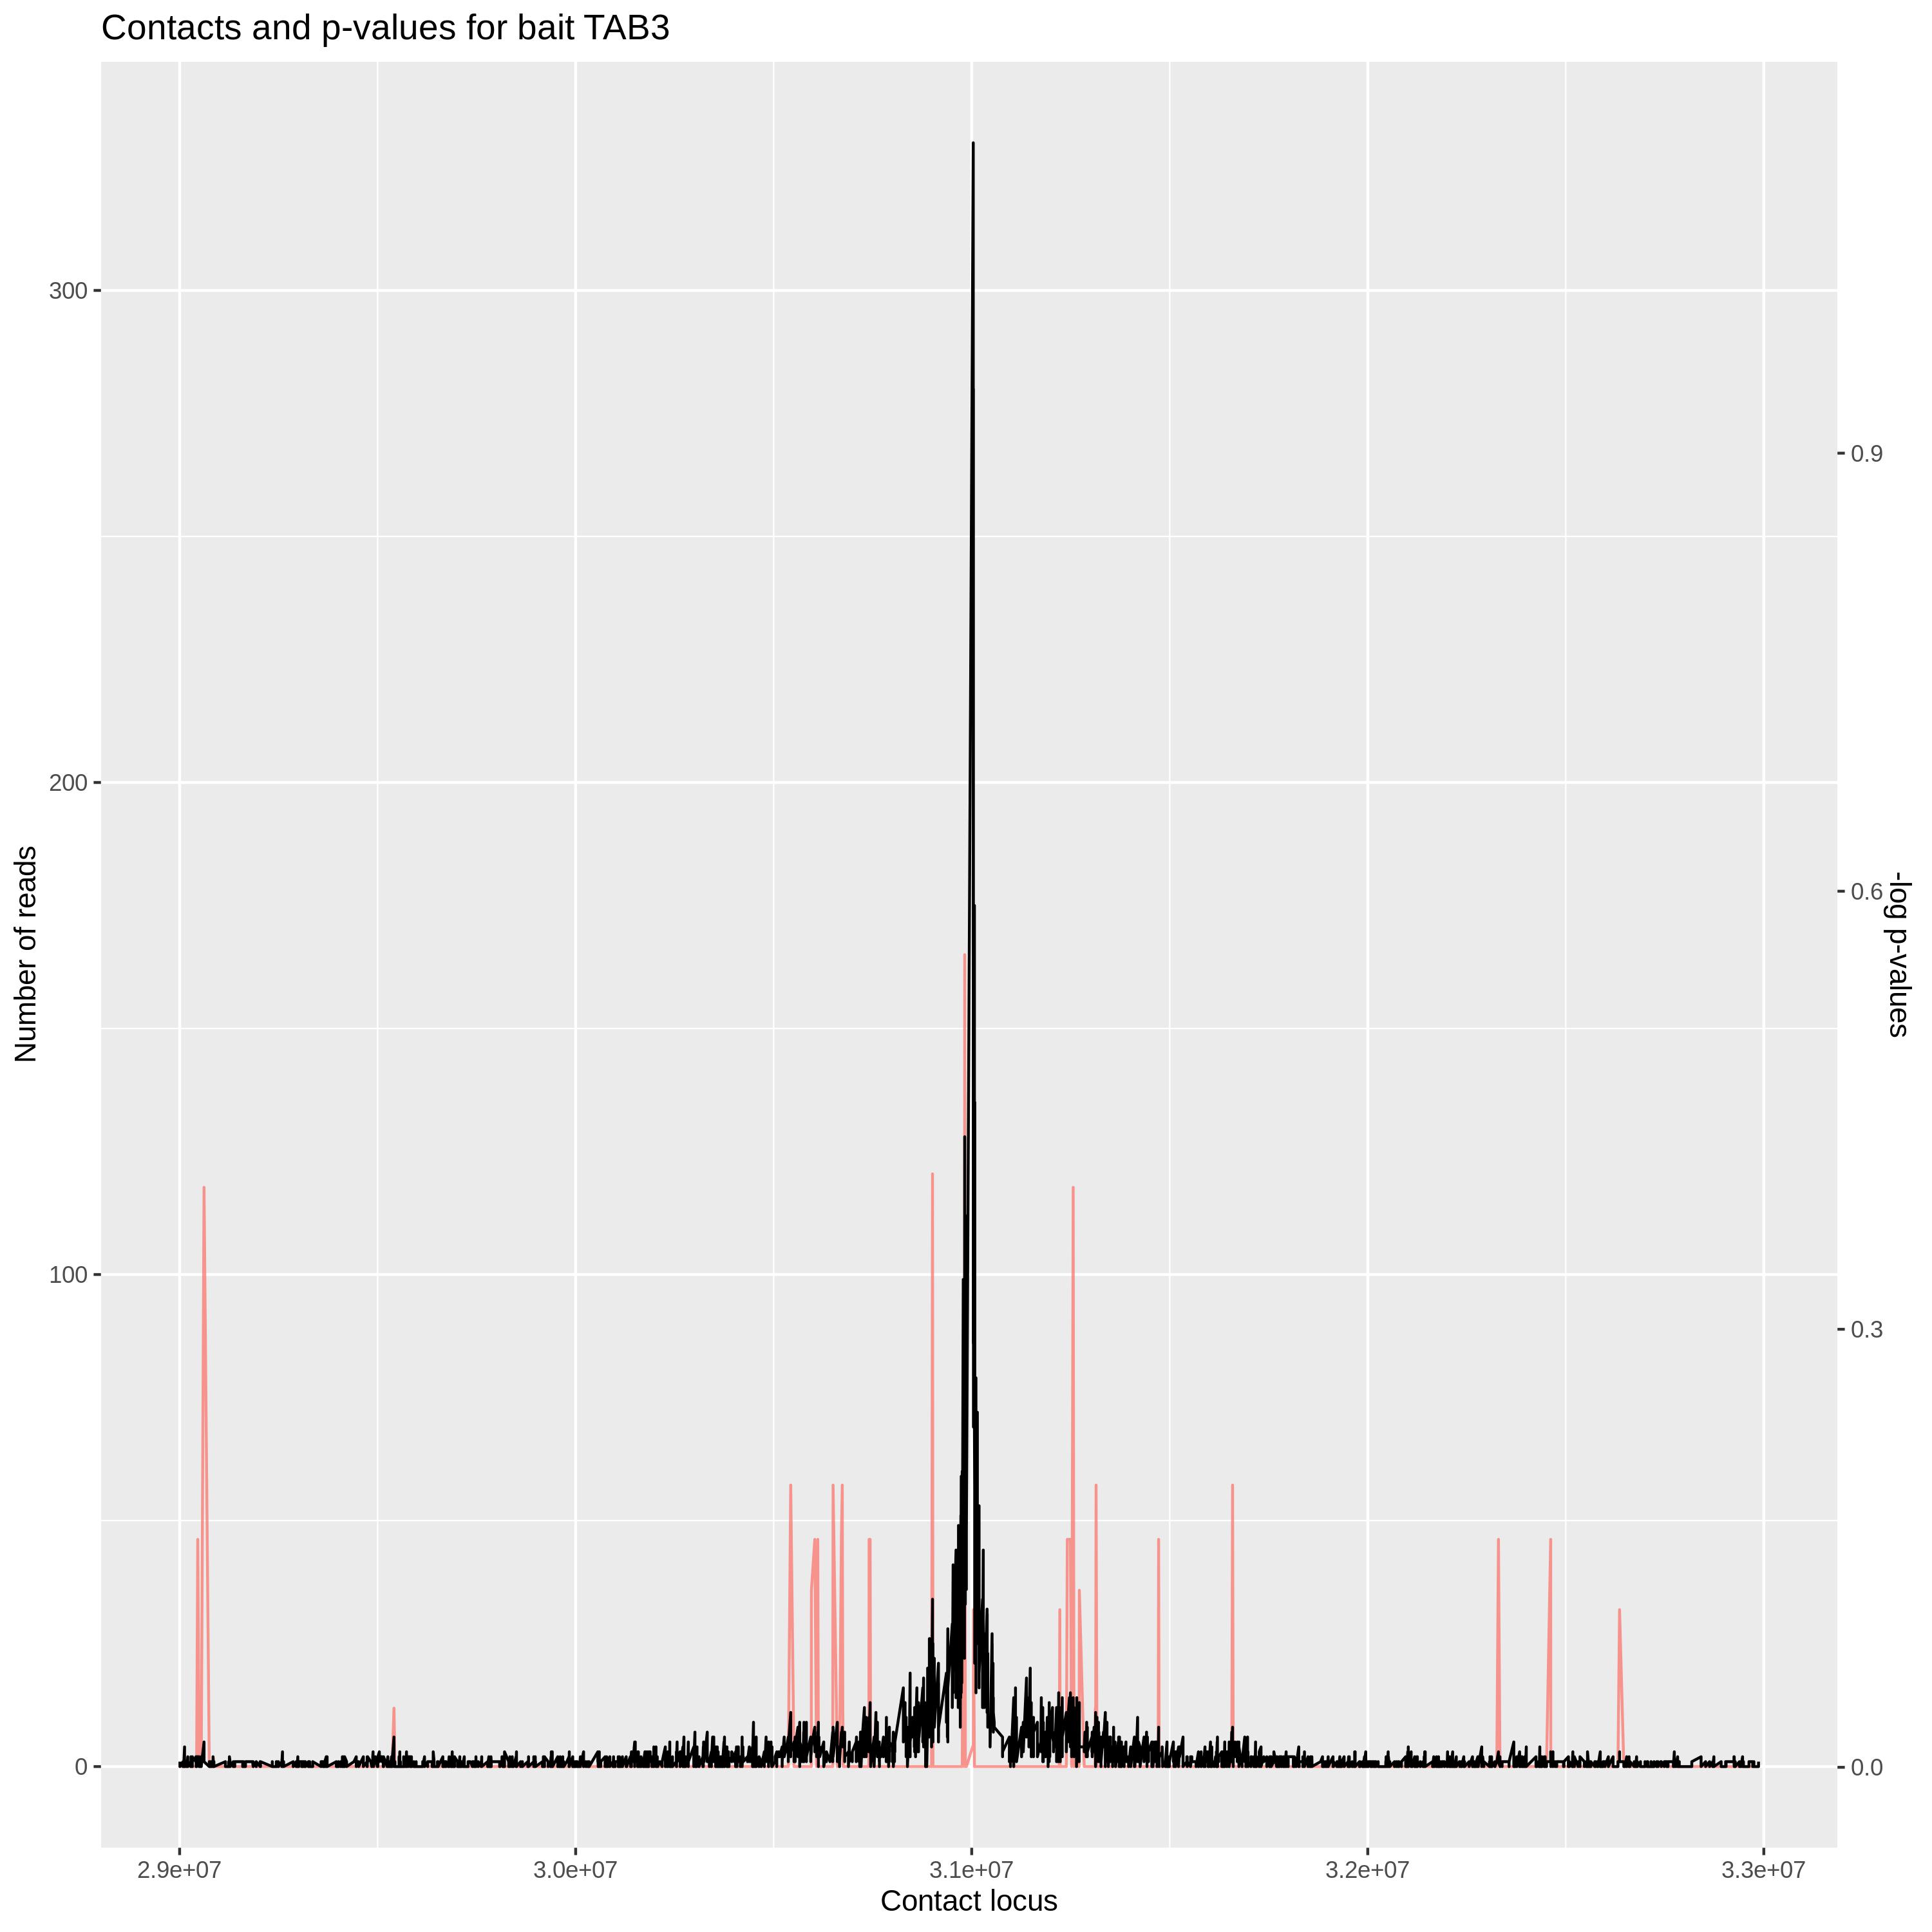 Contacts and p-values for bait TAB3
300
200
100
0
Number of reads
0.9
0.6
0.3
0.0
-log p-values
2.9e+07
3.0e+07
3.1e+07
3.2e+07
3.3e+07
Contact locus